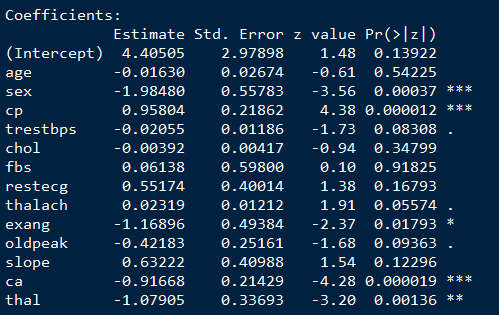 Coefficients:
            Estimate Std. Error z value Pr(>|z|)
(Intercept)  4.40505    2.97898    1.48  0.13922
age         -0.01630    0.02674   -0.61  0.54225
sex         -1.98480    0.55783   -3.56  0.00037 ***
cp           0.95804    0.21862    4.38 0.000012 ***
trestbps    -0.02055    0.01186   -1.73  0.08308 .
chol        -0.00392    0.00417   -0.94  0.34799
fbs          0.06138    0.59800    0.10  0.91825
restecg      0.55174    0.40014    1.38  0.16793
thalach      0.02319    0.01212    1.91  0.05574 .
exang       -1.16896    0.49384   -2.37  0.01793 *
oldpeak     -0.42183    0.25161   -1.68  0.09363 .
slope        0.63222    0.40988    1.54  0.12296
ca          -0.91668    0.21429   -4.28 0.000019 ***
thal        -1.07905    0.33693   -3.20  0.00136 **